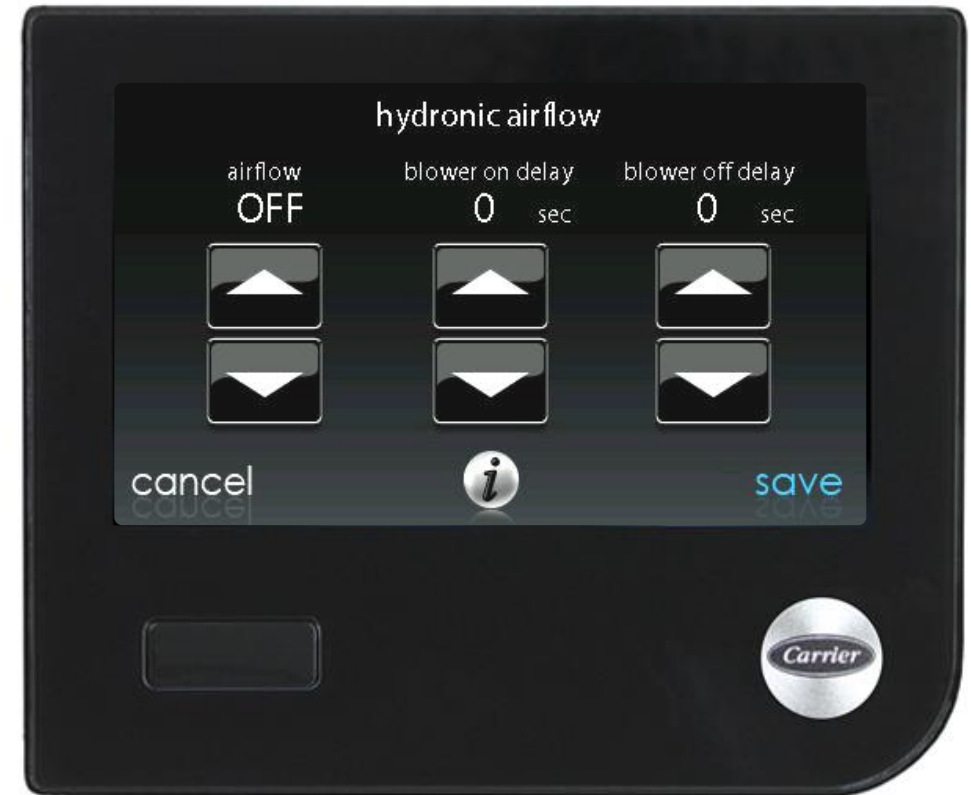 hydronic airflow
airflow
OFF
blower on delay
0 sec
blower off delay
0 sec
cancel
i
save
Carrier